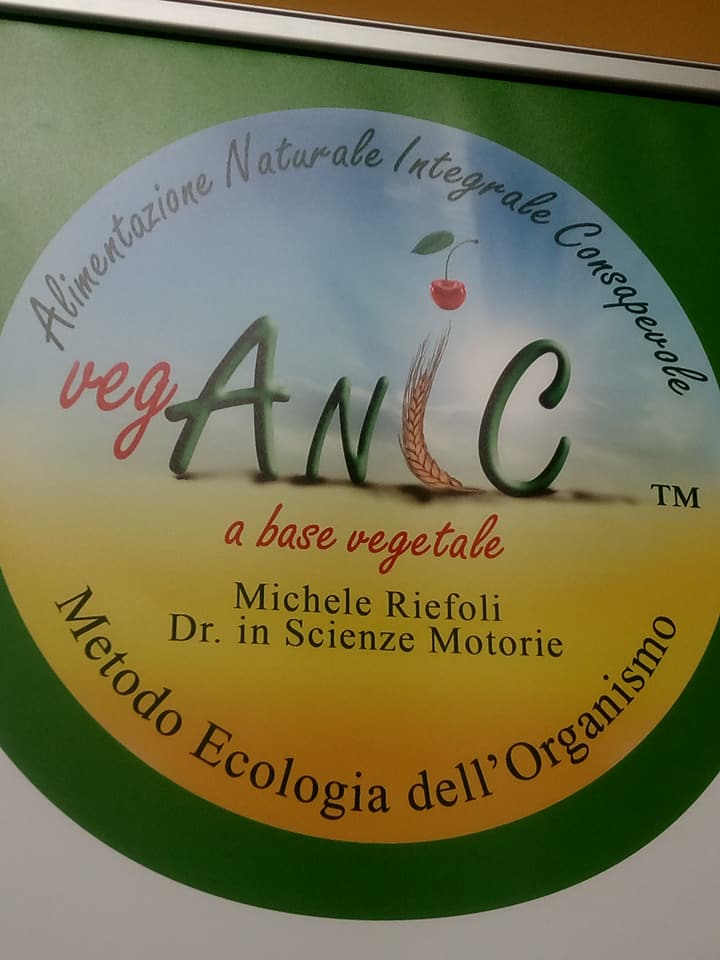 Alimentazione Naturale Integrale Consapevole
vegANiC
TM
a base vegetale
Michele Riefoli
Dr. in Scienze Motorie
Metodo Ecologia dell'Organismo